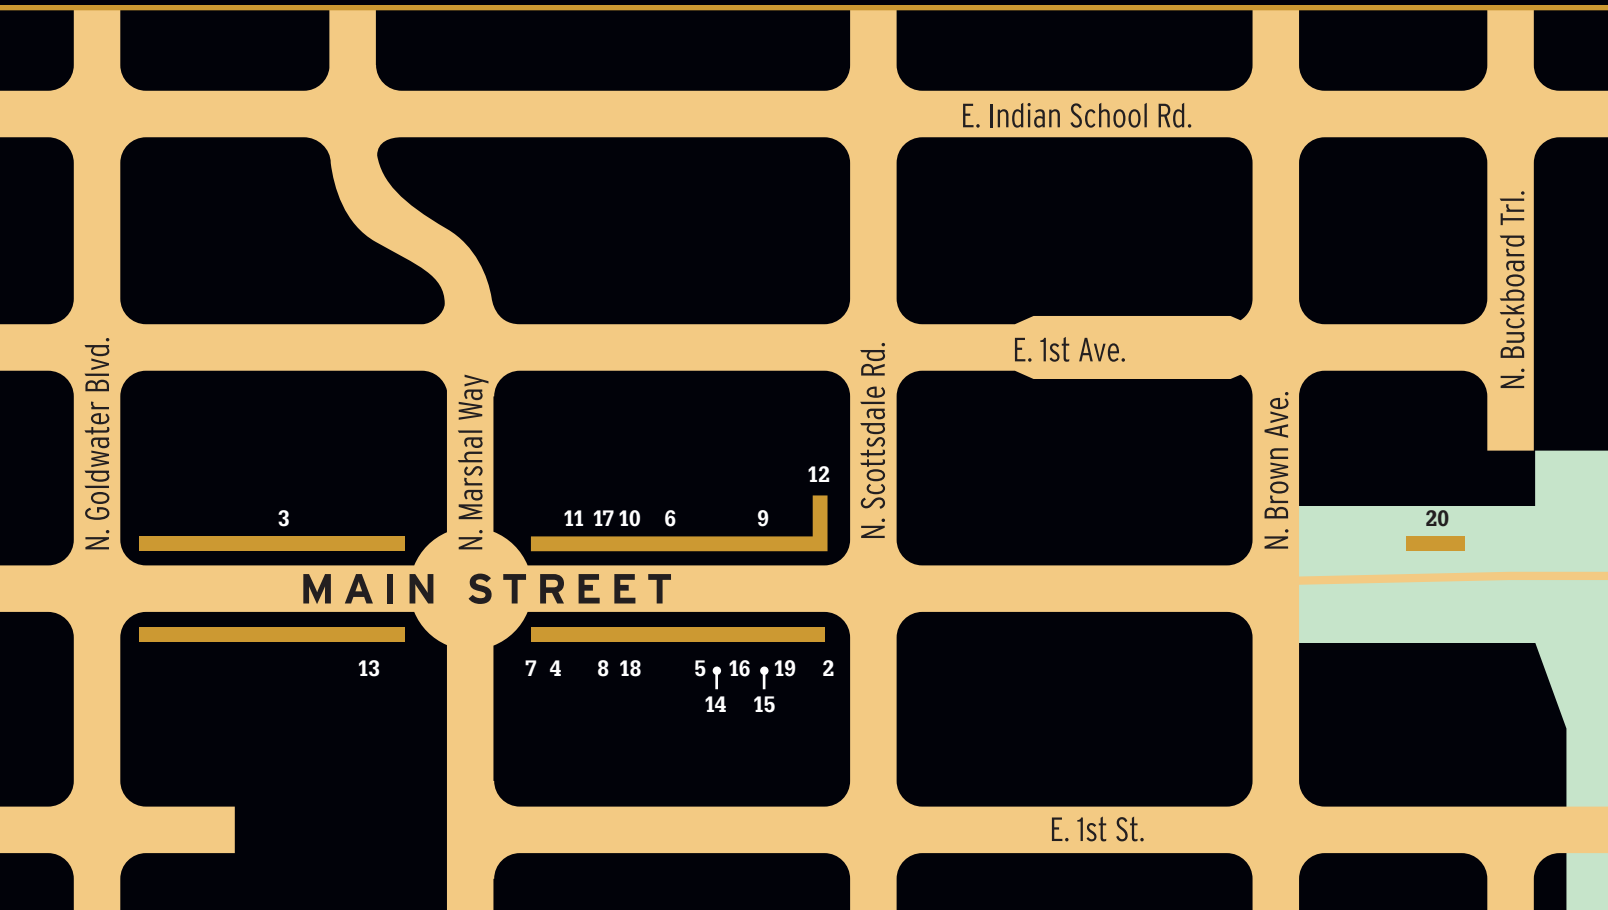 E. Indian School Rd.
N. Buckboard Trl.
E. 1st Ave.
N. Goldwater Blvd.
N. Marshal Way
N. Scottsdale Rd.
N. Brown Ave.
12
3
11 17 10 6 9
20
MAIN STREET
13
7 4 8 18 5 16 19 2
14 15
E. 1st St.